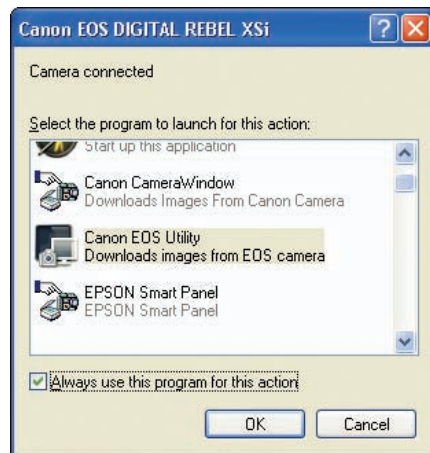 Canon EOS DIGITAL REBEL XSi
Camera connected
Select the program to launch for this action:
Start up this application
Canon CameraWindow
Downloads Images From Canon Camera
Canon EOS Utility
Downloads images from EOS camera
EPSON Smart Panel
EPSON Smart Panel
Always use this program for this action
OK
Cancel